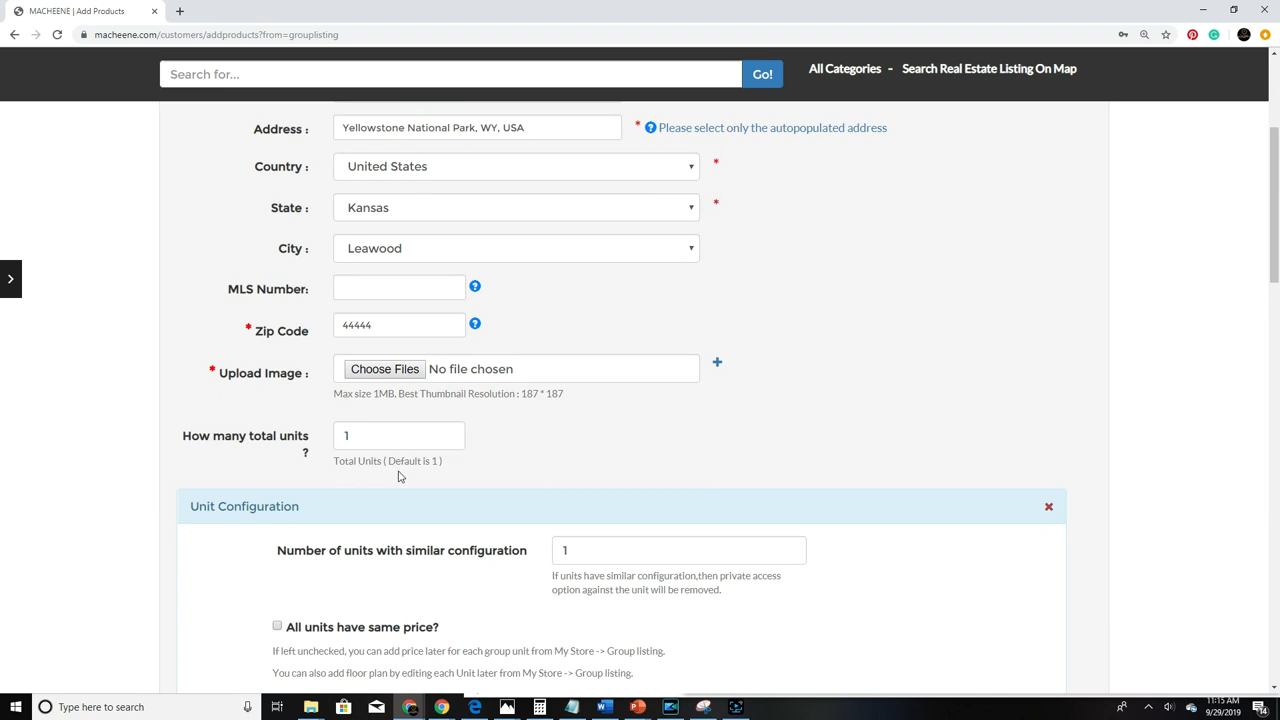 MACHEENE | Add Products
macheene.com/customers/addproducts?from=grouplisting
Search for...
Go!
All Categories - Search Real Estate Listing On Map
Address :
Yellowstone National Park, WY, USA
* Please select only the autopopulated address
Country :
United States
*
State :
Kansas
*
City :
Leawood
MLS Number:
* Zip Code
44444
* Upload Image :
Choose Files No file chosen
Max size 1MB. Best Thumbnail Resolution : 187 * 187
How many total units
?
1
Total Units ( Default is 1 )
Unit Configuration
Number of units with similar configuration
1
If units have similar configuration,then private access
option against the unit will be removed.
All units have same price?
If left unchecked, you can add price later for each group unit from My Store -> Group listing.
You can also add floor plan by editing each Unit later from My Store -> Group listing.
Type here to search
11:15 AM
9/29/2019